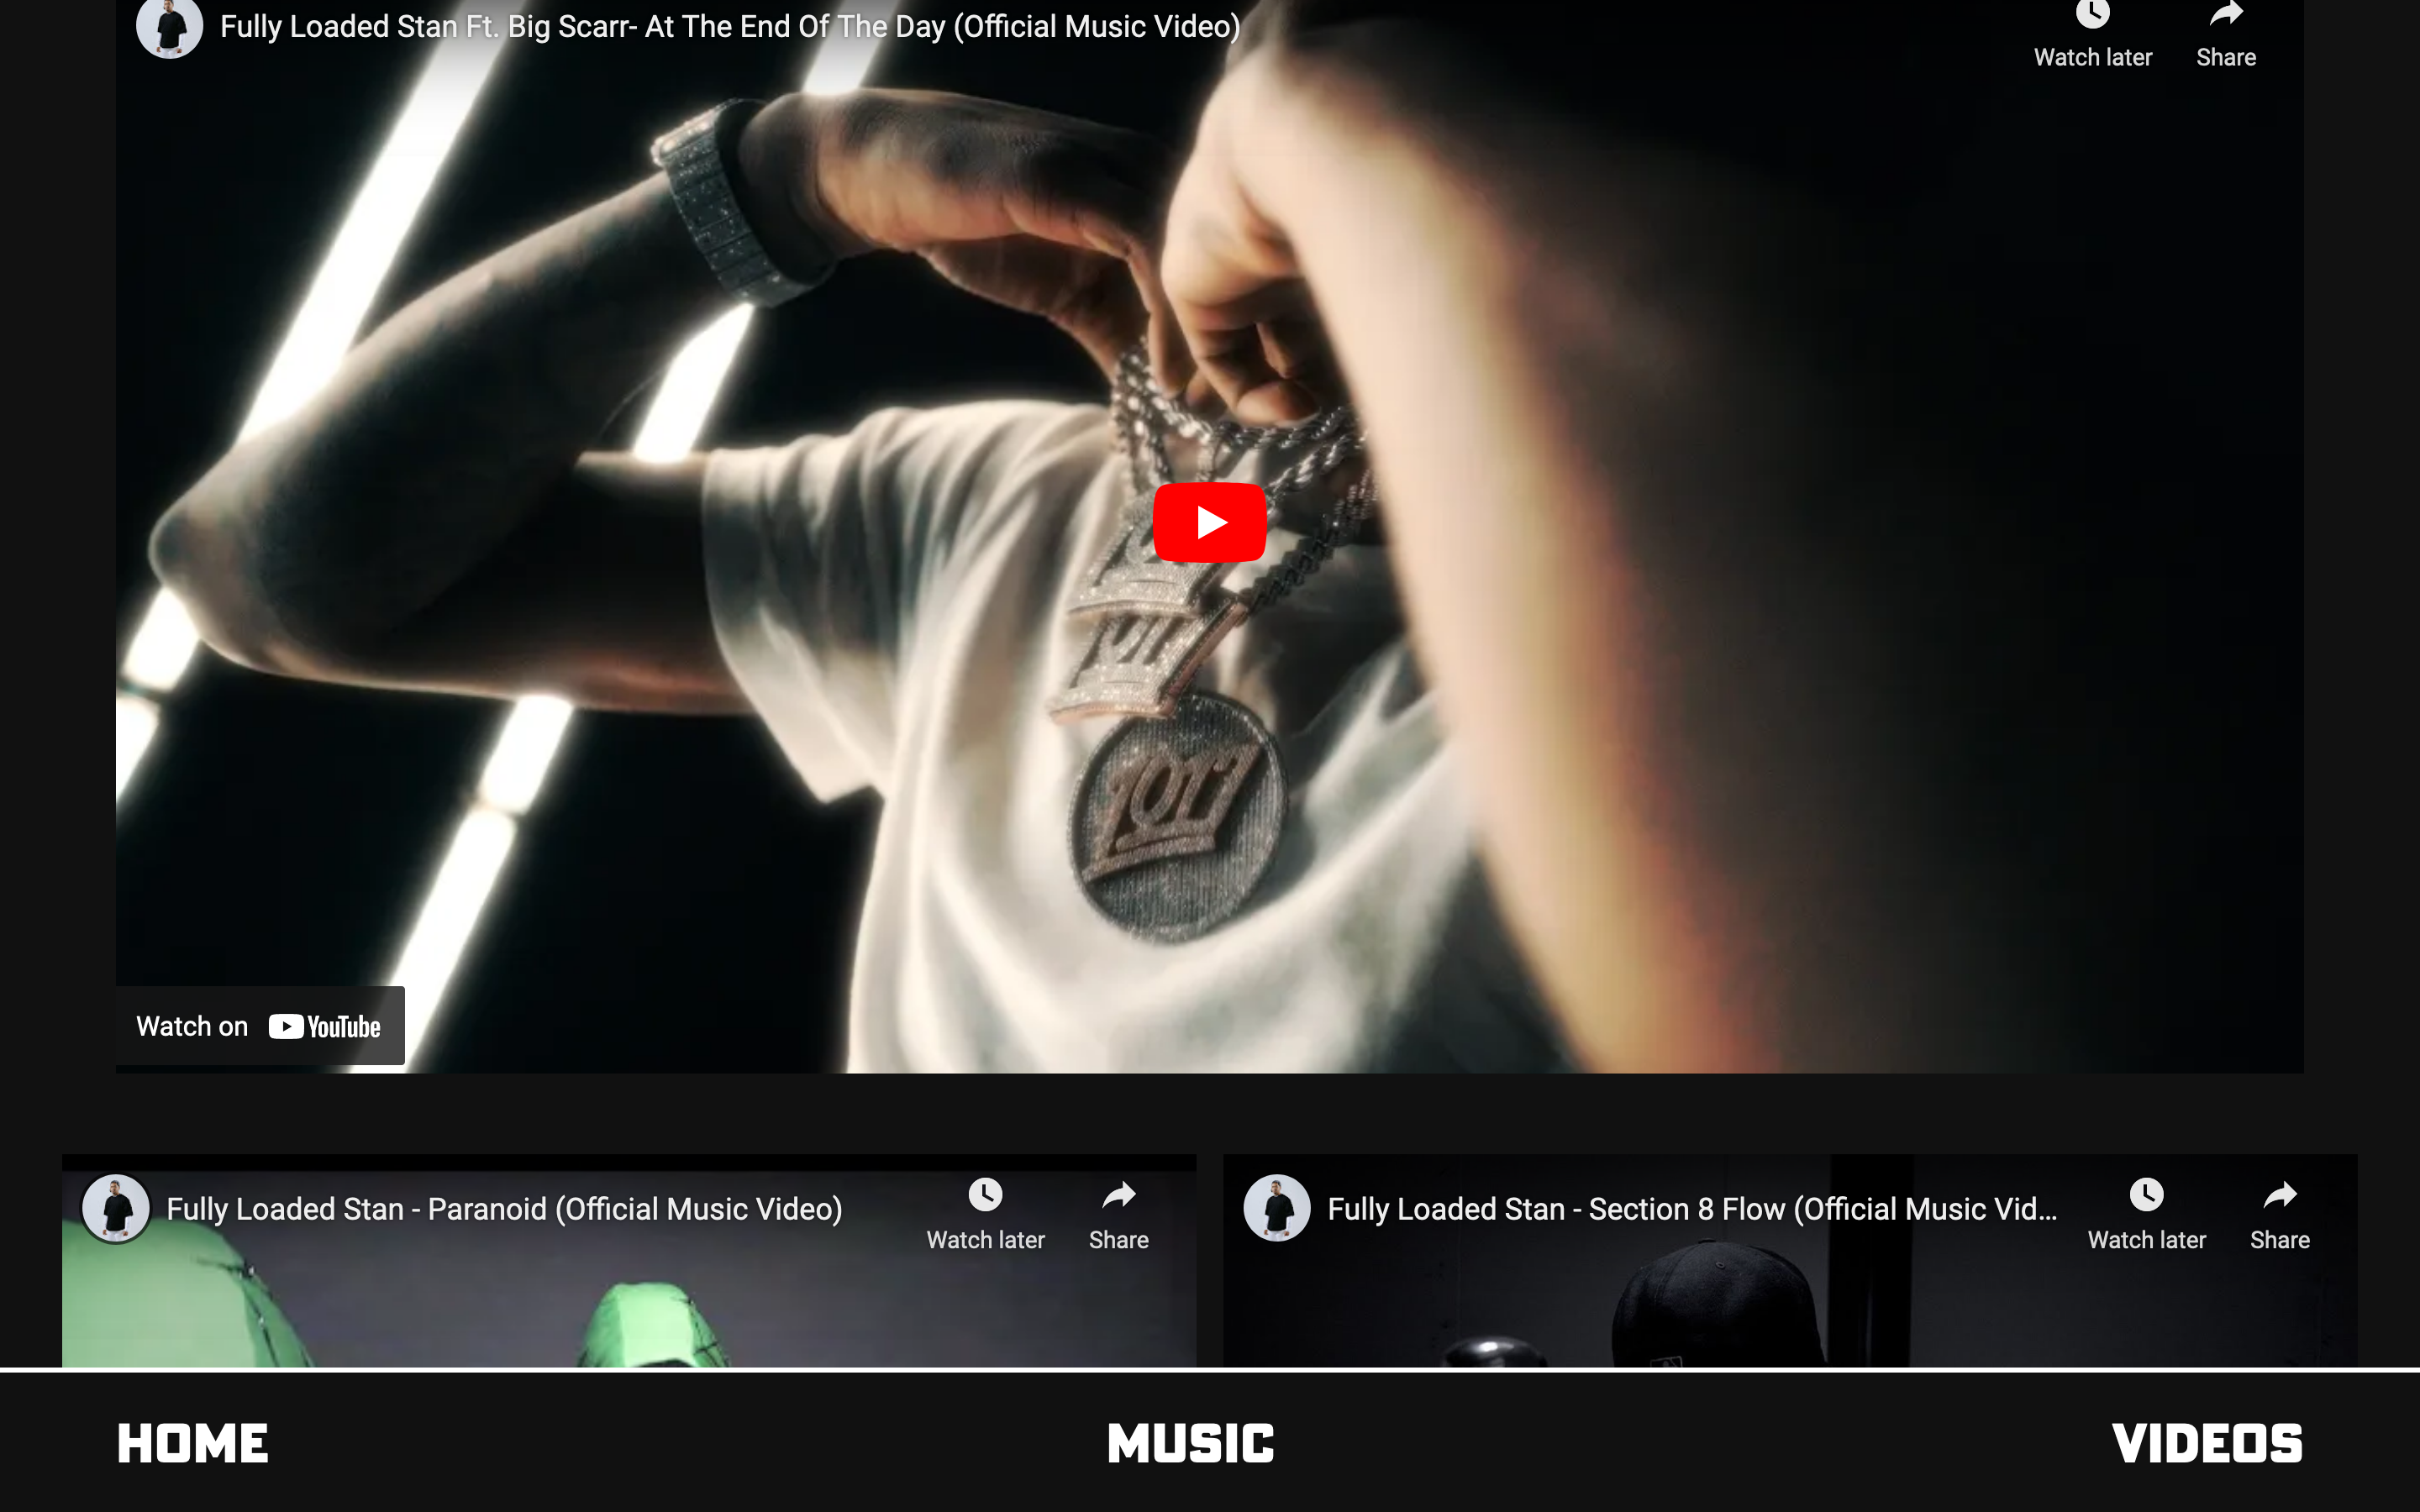 Fully Loaded Stan Ft. Big Scarr- At The End Of The Day (Official Music Video)
Watch later
Share
1017
Watch on YouTube
Fully Loaded Stan - Paranoid (Official Music Video)
Watch later
Share
Fully Loaded Stan - Section 8 Flow (Official Music Vid...
Watch later
Share
HOME
MUSIC
VIDEOS